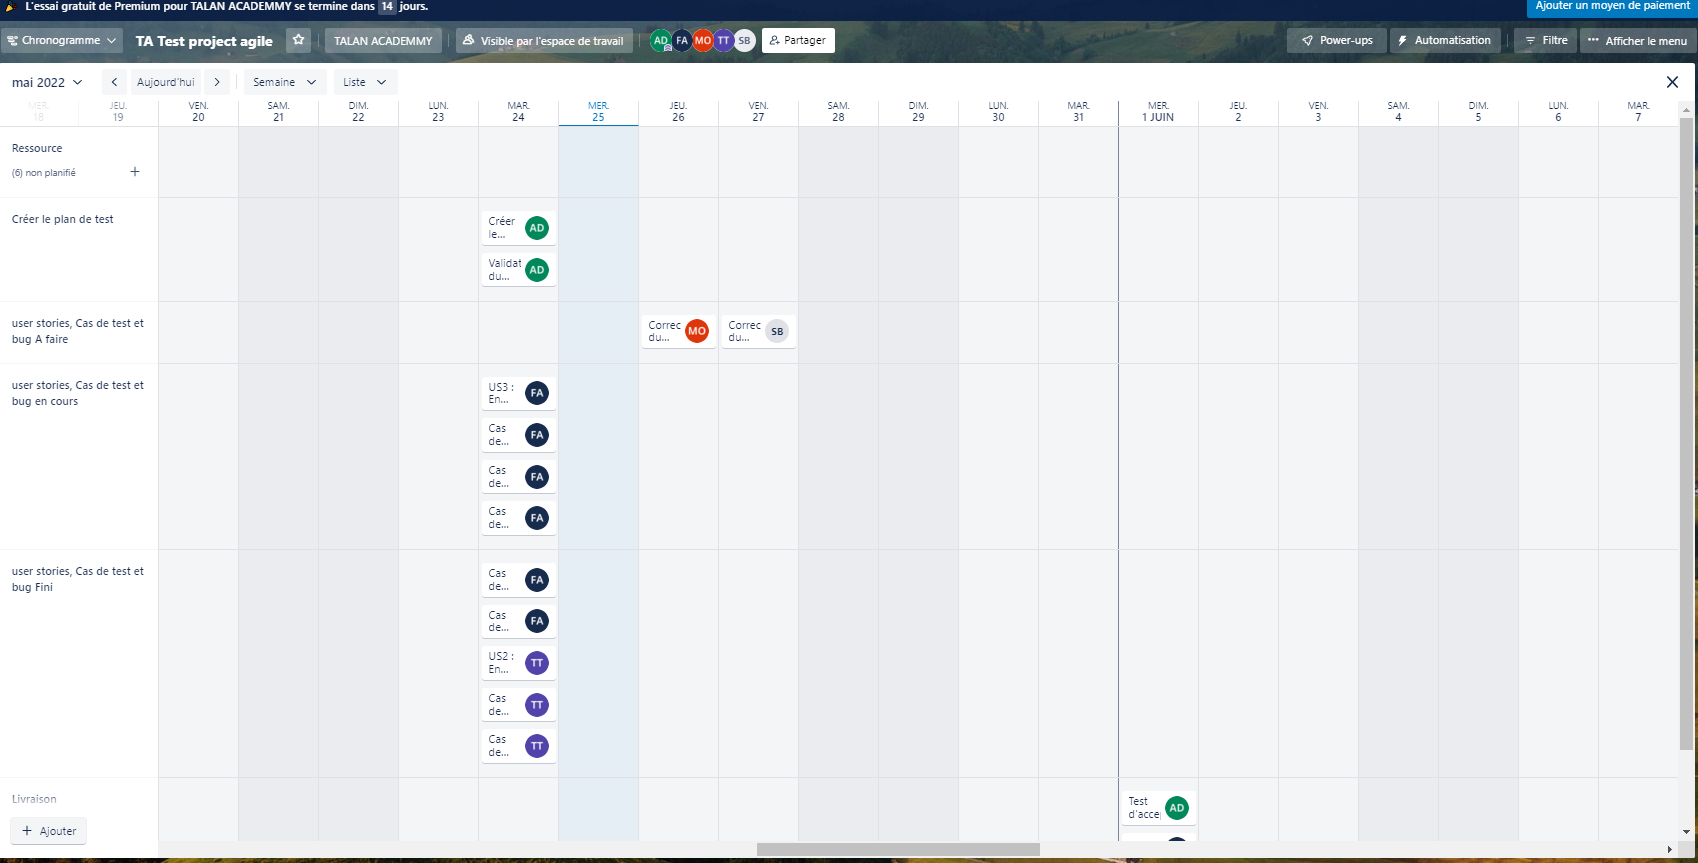 L'essai gratuit de Premium pour TALAN ACADEMMY se termine dans 14 jours.
Ajouter un moyen de paiement
Chronogramme
TA Test project agile
TALAN ACADEMMY
Visible par l'espace de travail
AD FA MO TT SB
Partager
Power-ups
Automatisation
Filtre
Afficher le menu
mai 2022
Aujourd'hui
Semaine
Liste
MER. JEU. VEN. SAM. DIM. LUN. MAR. MER. JEU. VEN. SAM. DIM. LUN. MAR. MER. JEU. VEN. SAM. DIM. LUN. MAR.
18 19 20 21 22 23 24 25 26 27 28 29 30 31 1 JUIN 2 3 4 5 6 7
Ressource
(6) non planifié
Créer le plan de test
Créer
le...
AD
Validat
du...
AD
user stories, Cas de test et
bug A faire
Correc
du...
MO
Correc
du...
SB
user stories, Cas de test et
bug en cours
US3 :
En...
FA
Cas
de...
FA
Cas
de...
FA
Cas
de...
FA
user stories, Cas de test et
bug Fini
Cas
de...
FA
Cas
de...
FA
US2 :
En...
TT
Cas
de...
TT
Cas
de...
TT
Livraison
Test
d'acce
AD
Ajouter